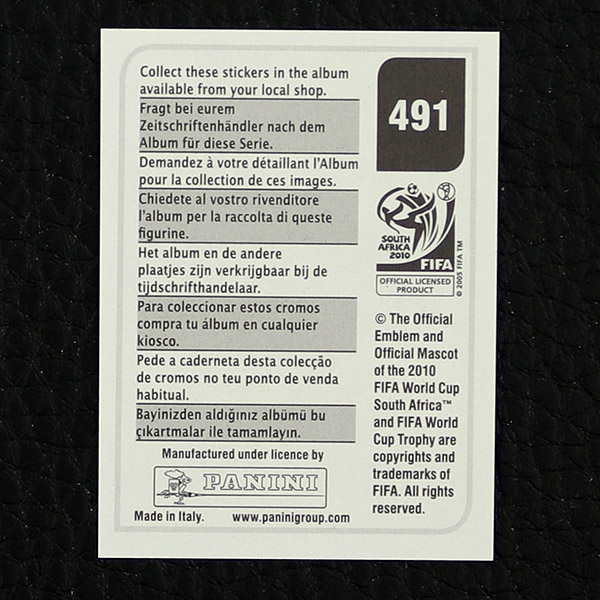 Collect these stickers in the album
available from your local shop.
Fragt bei eurem
Zeitschriftenhändler nach dem
Album für diese Serie.
Demandez à votre détaillant l'Album
pour la collection de ces images.
Chiedete al vostro rivenditore
l'album per la raccolta di queste
figurine.
Het album en de andere
plaatjes zijn verkrijgbaar bij de
tijdschrifthandelaar.
Para coleccionar estos cromos
compra tu álbum en cualquier
kiosco.
Pede a caderneta desta colecção
de cromos no teu ponto de venda
habitual.
Bayinizden aldığınız albümü bu
çıkartmalar ile tamamlayın.
Manufactured under licence by
PANINI
Made in Italy. www.paninigroup.com
491
SOUTH
AFRICA
2010
FIFA
OFFICIAL LICENSED
PRODUCT
© 2005 FIFA TM
© The Official
Emblem and
Official Mascot
of the 2010
FIFA World Cup
South Africa™
and FIFA World
Cup Trophy are
copyrights and
trademarks of
FIFA. All rights
reserved.